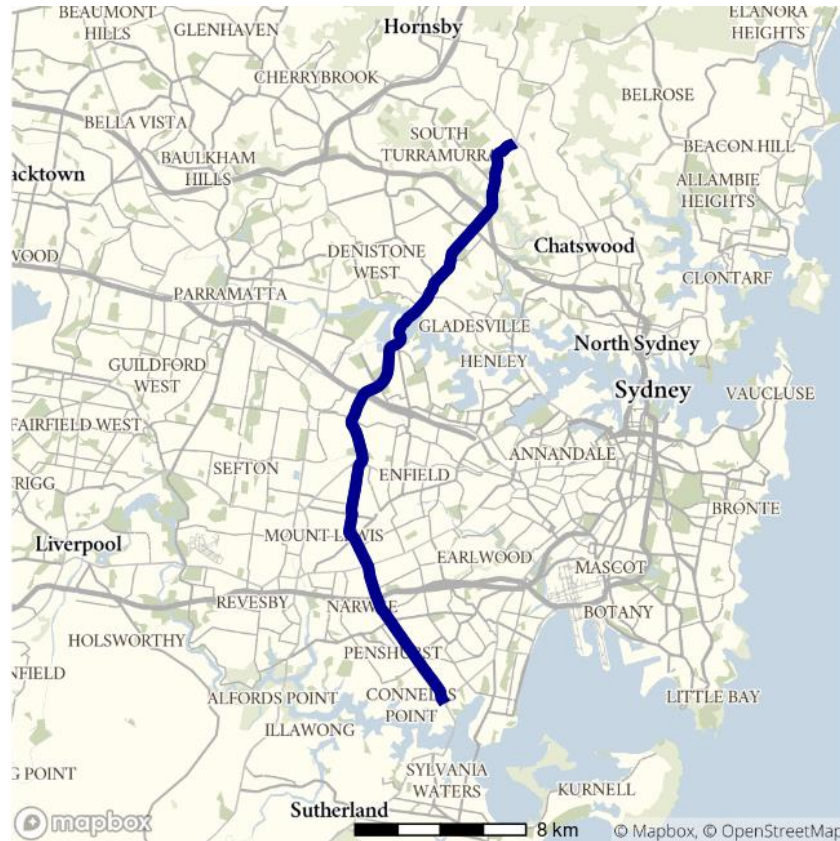 BEAUMONT
HILLS
GLENHAVEN
Hornsby
ELANORA
HEIGHTS
CHERRYBROOK
BELROSE
BELLA VISTA
SOUTH
TURRAMURRA
BEACON HILL
BAULKHAM
HILLS
acktown
ALLAMBIE
HEIGHTS
DENISTONE
WEST
Chatswood
WOOD
CLONTARF
PARRAMATTA
GLADESVILLE
North Sydney
HENLEY
GUILDFORD
WEST
Sydney
VAUCLUSE
FAIRFIELD WEST
ANNANDALE
SEFTON
ENFIELD
RIGG
BRONTE
MOUNT LEWIS
Liverpool
EARLWOOD
MASCOT
REVESBY
NARWEE
BOTANY
HOLSWORTHY
PENSHURST
NFIELD
ALFORDS POINT
CONNELLS
POINT
LITTLE BAY
ILLAWONG
G POINT
SYLVANIA
WATERS
KURNELL
Sutherland
mapbox
8 km
© Mapbox, © OpenStreetMap